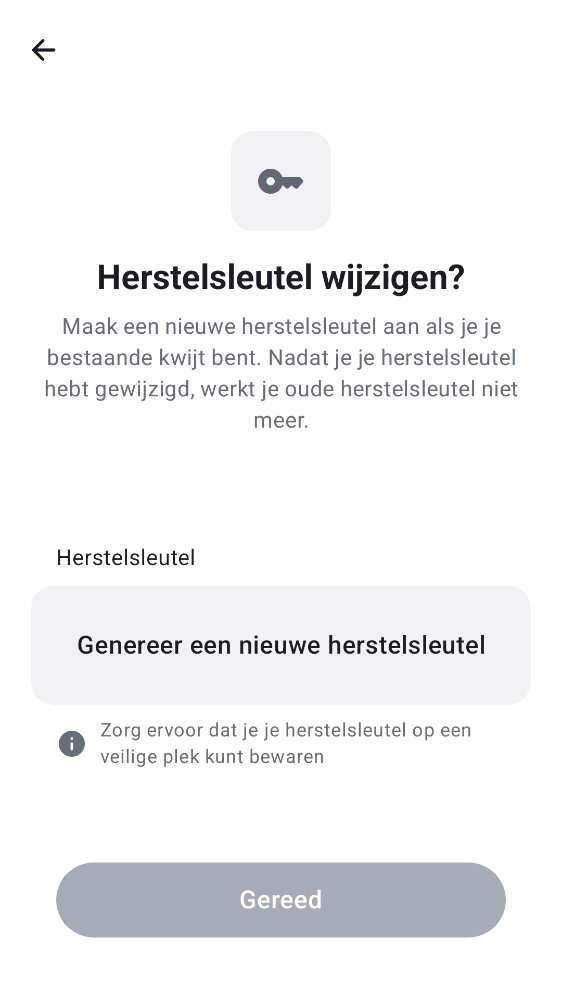 Herstelsleutel wijzigen?
Maak een nieuwe herstelsleutel aan als je je
bestaande kwijt bent. Nadat je je herstelsleutel
hebt gewijzigd, werkt je oude herstelsleutel niet
meer.
Herstelsleutel
Genereer een nieuwe herstelsleutel
Zorg ervoor dat je je herstelsleutel op een
veilige plek kunt bewaren
Gereed